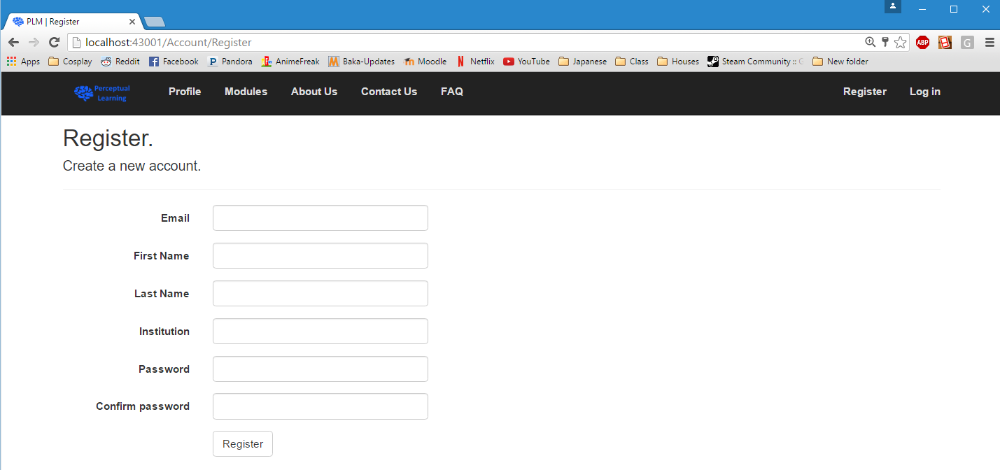 PLM | Register
localhost:43001/Account/Register
ABP
G
Apps Cosplay Reddit Facebook Pandora AnimeFreak Baka-Updates Moodle Netflix YouTube Japanese Class Houses Steam Community :: New folder
Perceptual
Learning
Profile Modules About Us Contact Us FAQ Register Log in
Register.
Create a new account.
Email
First Name
Last Name
Institution
Password
Confirm password
Register